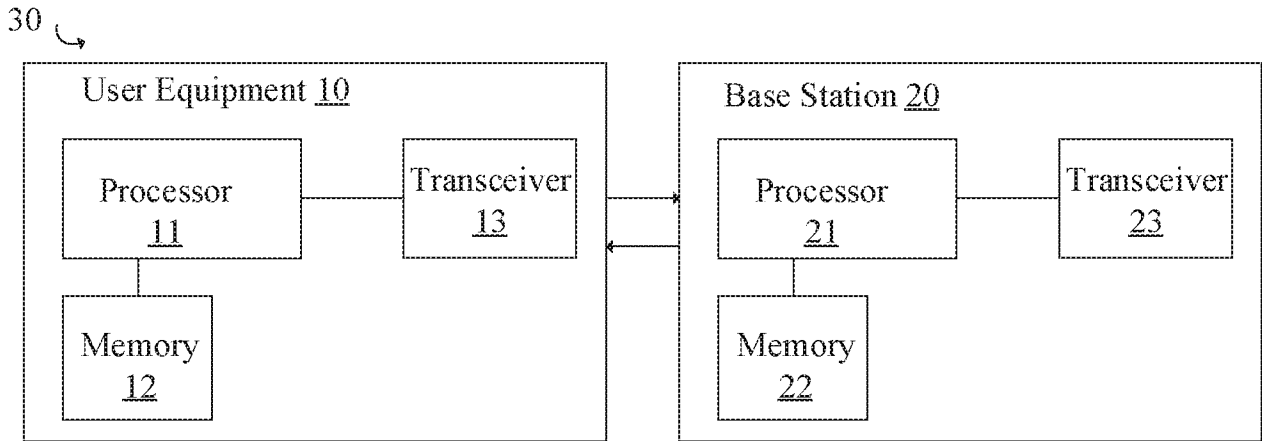 30
User Equipment 10
Processor
11
Transceiver
13
Memory
12
Base Station 20
Processor
21
Transceiver
23
Memory
22